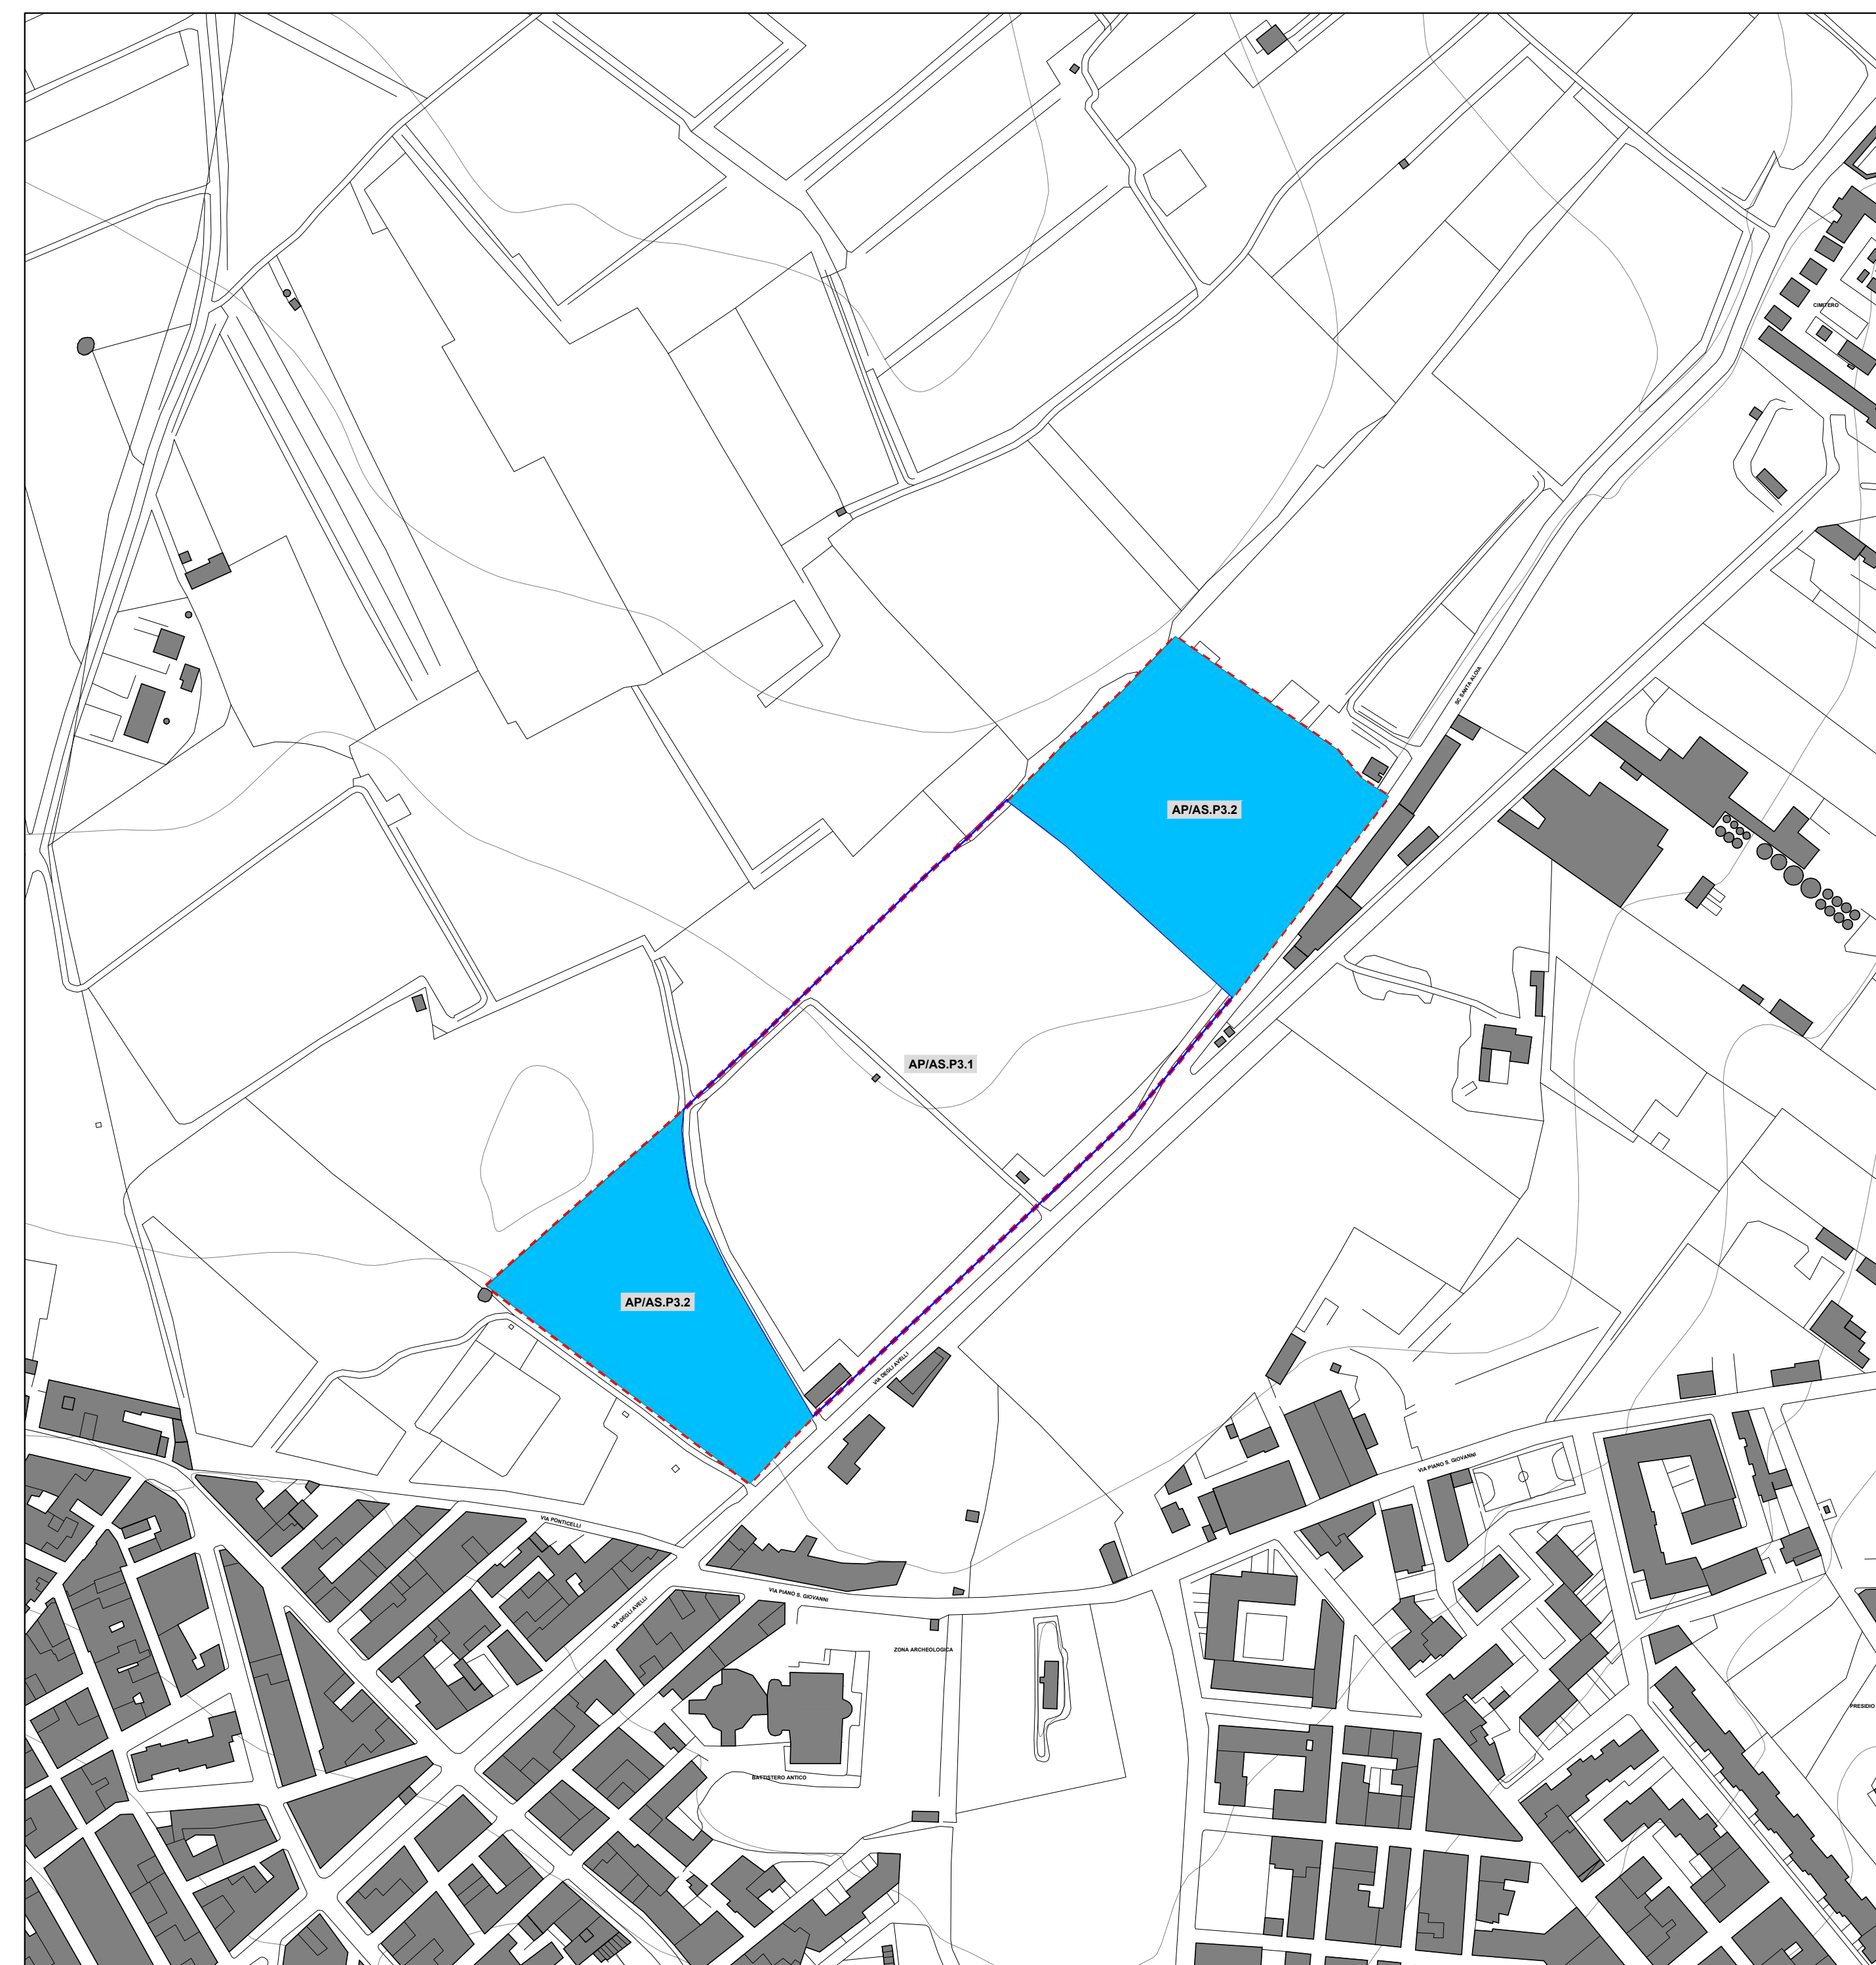 CIMITERO
SC SANTA ALOIA
AP/AS.P3.2
AP/AS.P3.1
AP/AS.P3.2
VIA DEGLI AVELLI
VIA PIANO S. GIOVANNI
VIA PONTICELLI
VIA PIANO S. GIOVANNI
VIA DEGLI AVELLI
ZONA ARCHEOLOGICA
PRESIDIO
BATTISTERO ANTICO